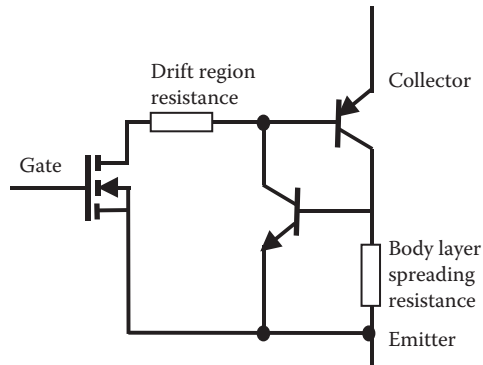 Drift region
resistance
Collector
Gate
Body layer
spreading
resistance
Emitter